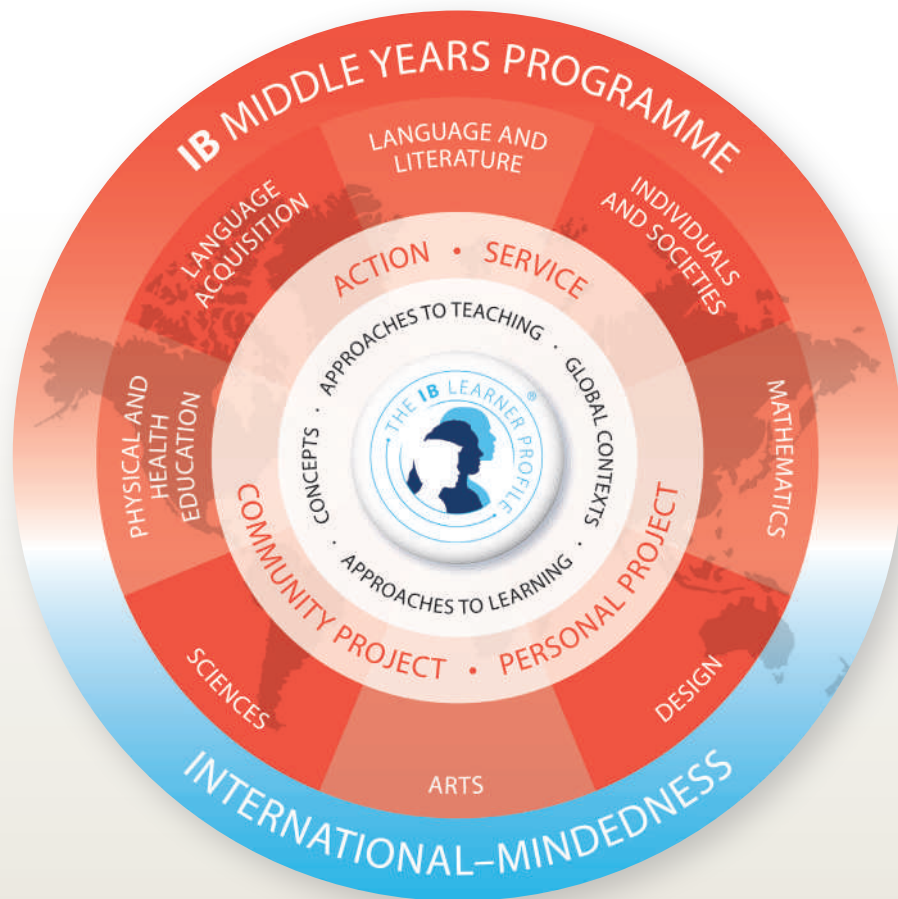 IB MIDDLE YEARS PROGRAMME
LANGUAGE AND
LITERATURE
INDIVIDUALS
AND SOCIETIES
MATHEMATICS
DESIGN
ARTS
SCIENCES
PHYSICAL AND
HEALTH
EDUCATION
LANGUAGE
ACQUISITION
ACTION • SERVICE
PERSONAL PROJECT
•
COMMUNITY PROJECT
APPROACHES TO TEACHING ·
GLOBAL CONTEXTS ·
APPROACHES TO LEARNING ·
CONCEPTS ·
THE IB LEARNER PROFILE
®
INTERNATIONAL–MINDEDNESS